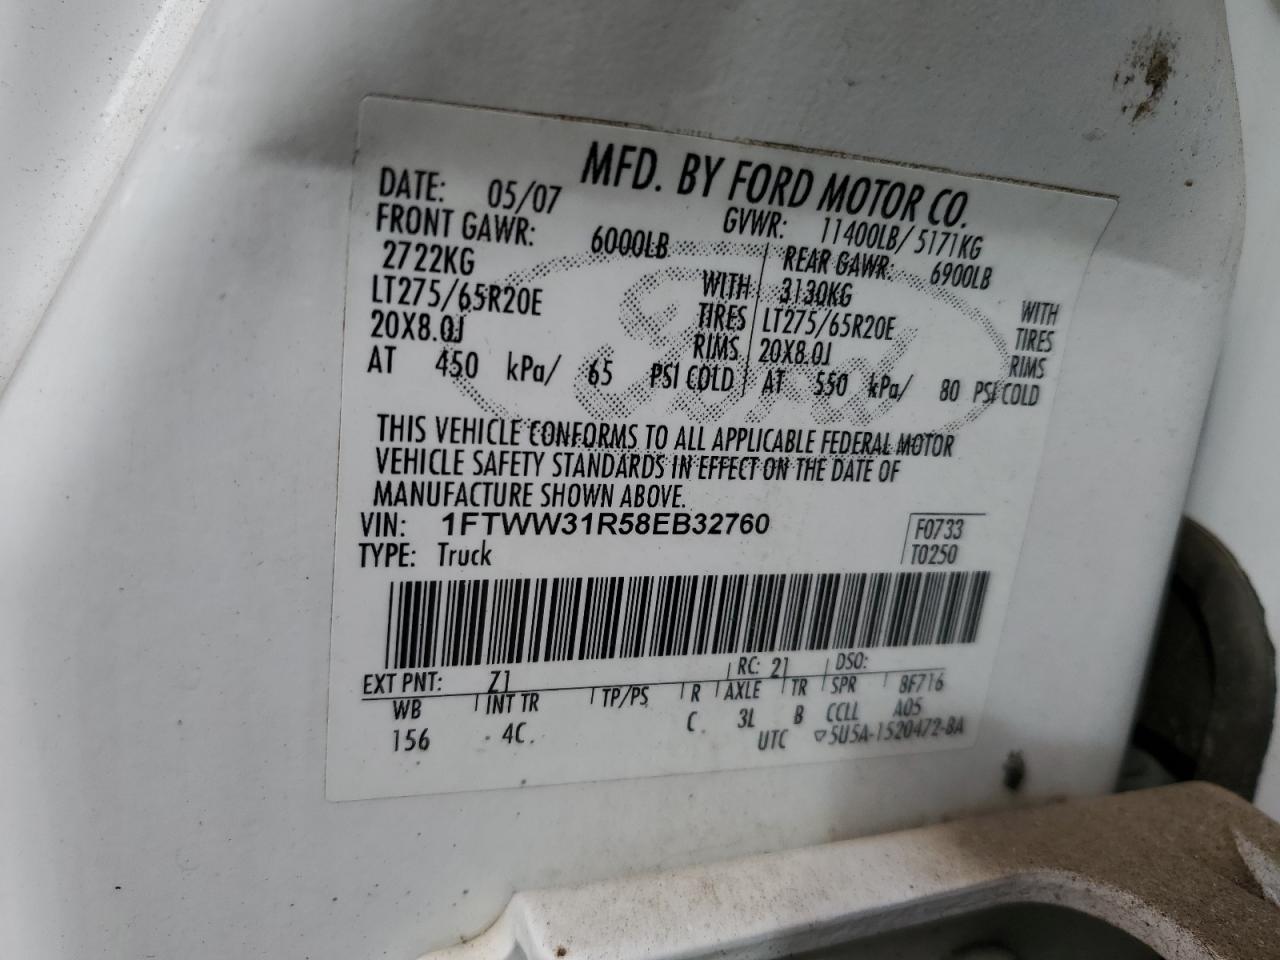 MFD. BY FORD MOTOR CO.
DATE: 05/07 GVWR: 11400LB/ 5171KG
FRONT GAWR: 6000LB REAR GAWR: 6900LB
2722KG WITH 3130KG WITH
LT275/65R20E TIRES LT275/65R20E TIRES
20X8.0J RIMS 20X8.0J RIMS
AT 450 kPa/ 65 PSI COLD AT 550 kPa/ 80 PSI COLD
THIS VEHICLE CONFORMS TO ALL APPLICABLE FEDERAL MOTOR
VEHICLE SAFETY STANDARDS IN EFFECT ON THE DATE OF
MANUFACTURE SHOWN ABOVE.
VIN: 1FTWW31R58EB32760 F0733
TYPE: Truck T0250
EXT PNT: Z1 RC: 21 DSO:
WB INT TR TP/PS R AXLE TR SPR 8F716
156 4C C 3L B CCLL A05
UTC ▽5U5A-1520472-BA
Ford